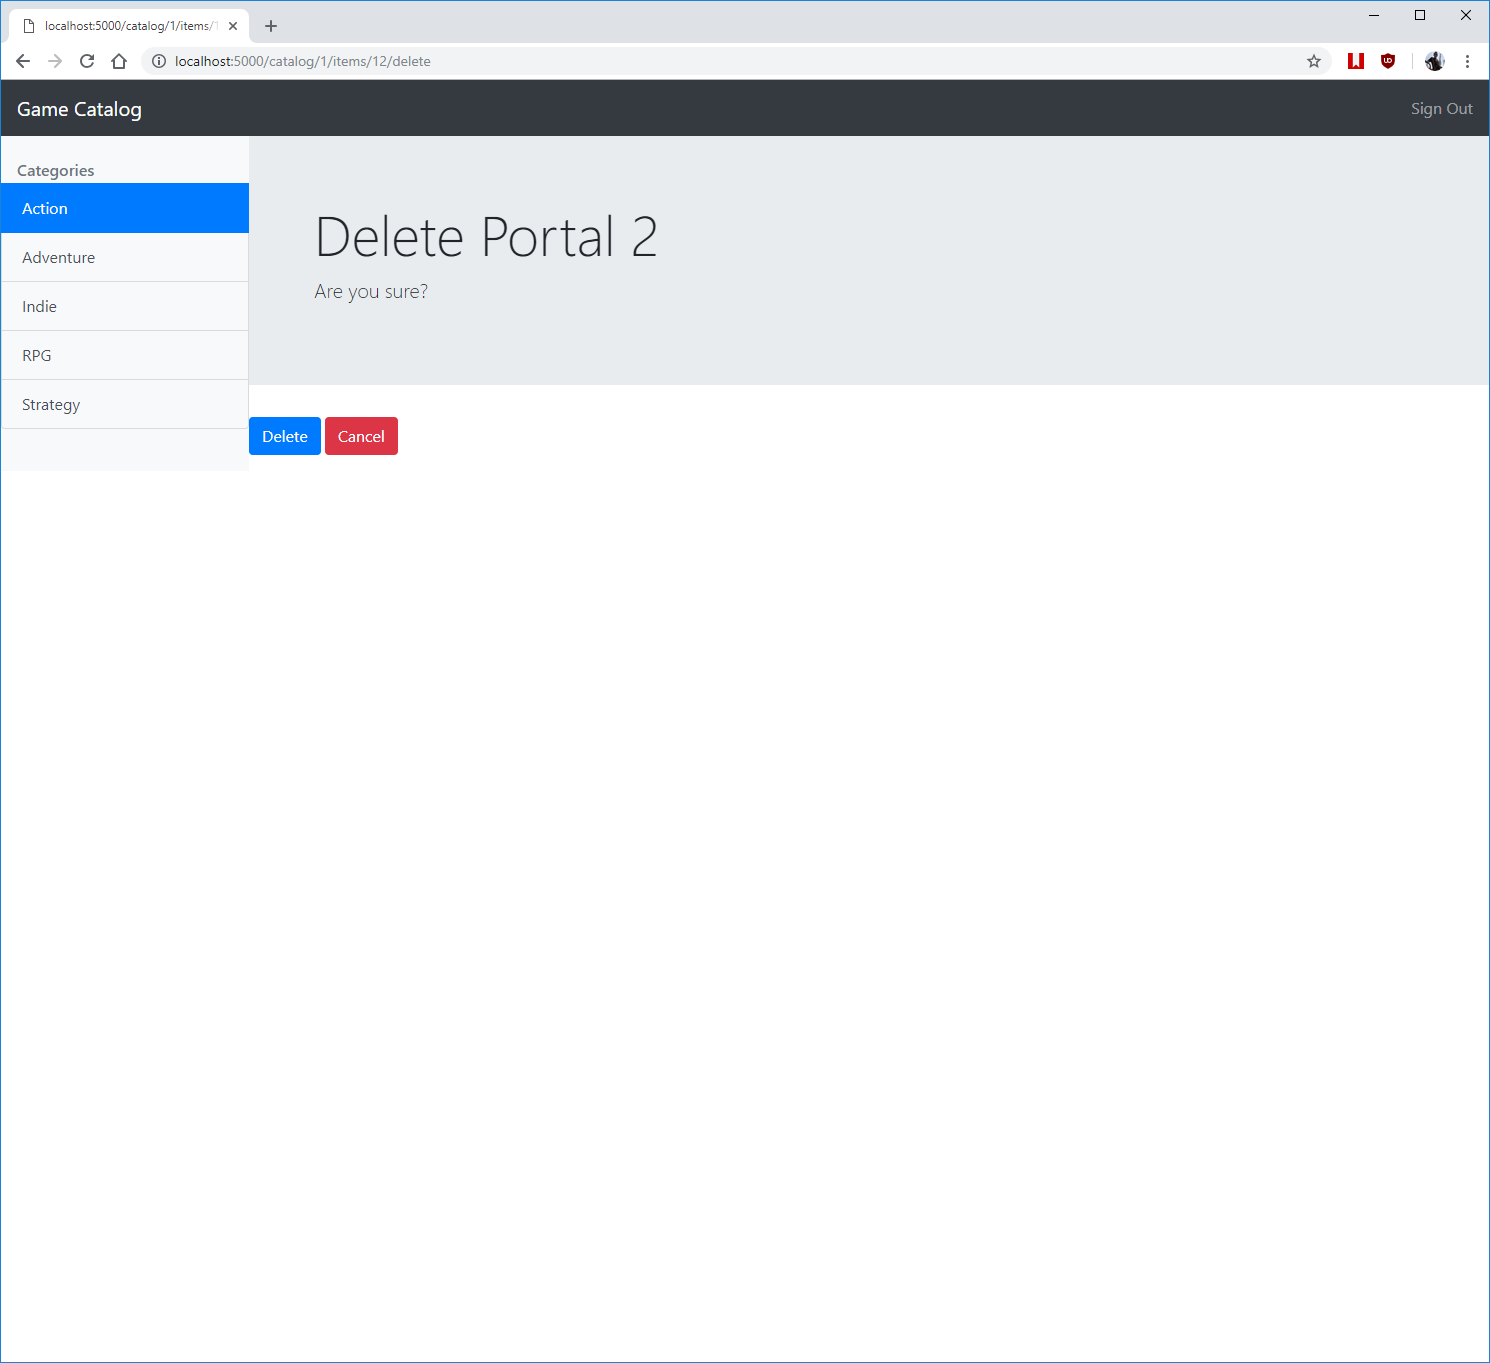 localhost:5000/catalog/1/items/1
localhost:5000/catalog/1/items/12/delete
Game Catalog
Sign Out
Categories
Action
Adventure
Indie
RPG
Strategy
Delete Portal 2
Are you sure?
Delete
Cancel